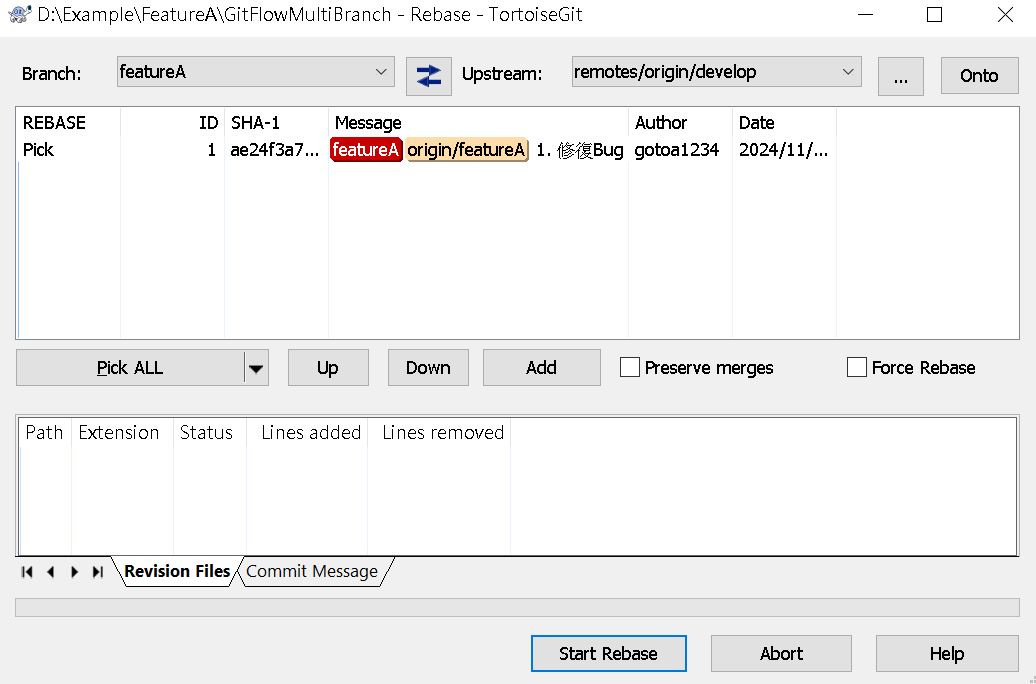 D:\Example\FeatureA\GitFlowMultiBranch - Rebase - TortoiseGit
Branch: featureA Upstream: remotes/origin/develop ... Onto
REBASE ID SHA-1 Message Author Date
Pick 1 ae24f3a7... featureA origin/featureA 1. 修復Bug gotoa1234 2024/11/...
Pick ALL Up Down Add Preserve merges Force Rebase
Path Extension Status Lines added Lines removed
Revision Files Commit Message
Start Rebase Abort Help